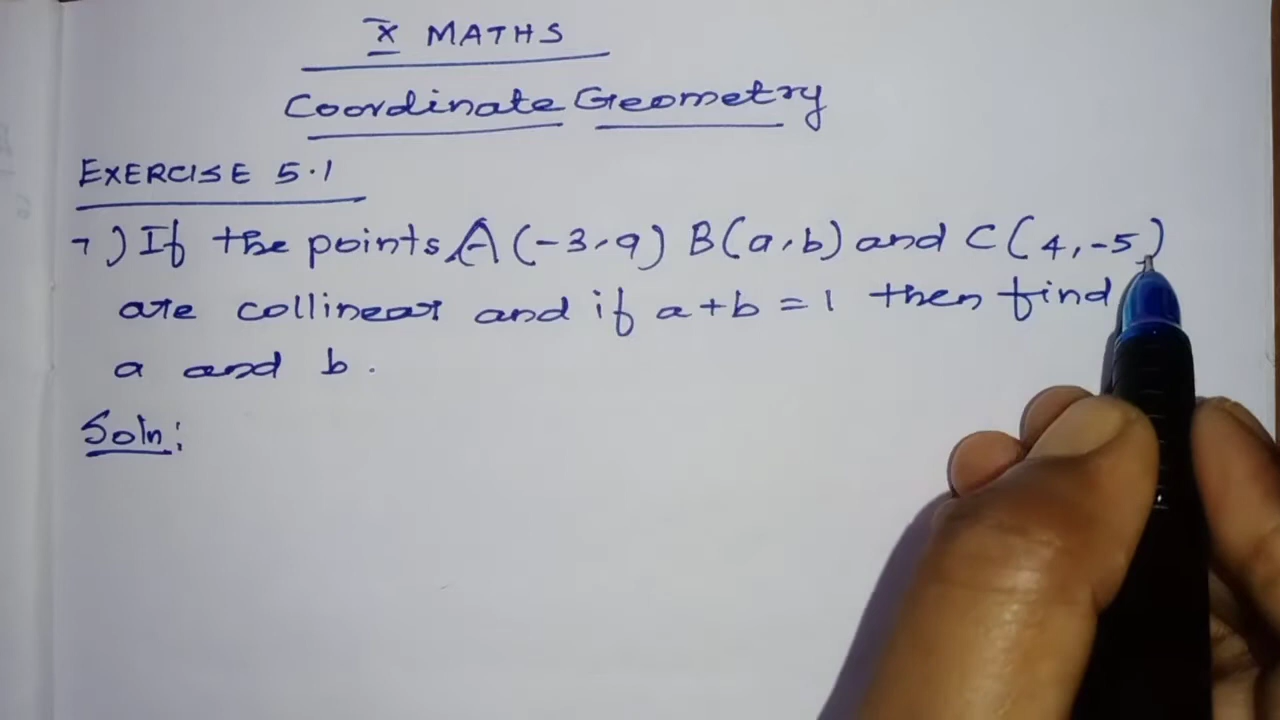 X MATHS
Coordinate Geometry
EXERCISE 5.1
7) If the points A (-3,9) B(a,b) and C(4,-5)
are collinear and if a+b=1 then find
a and b.
Soln: